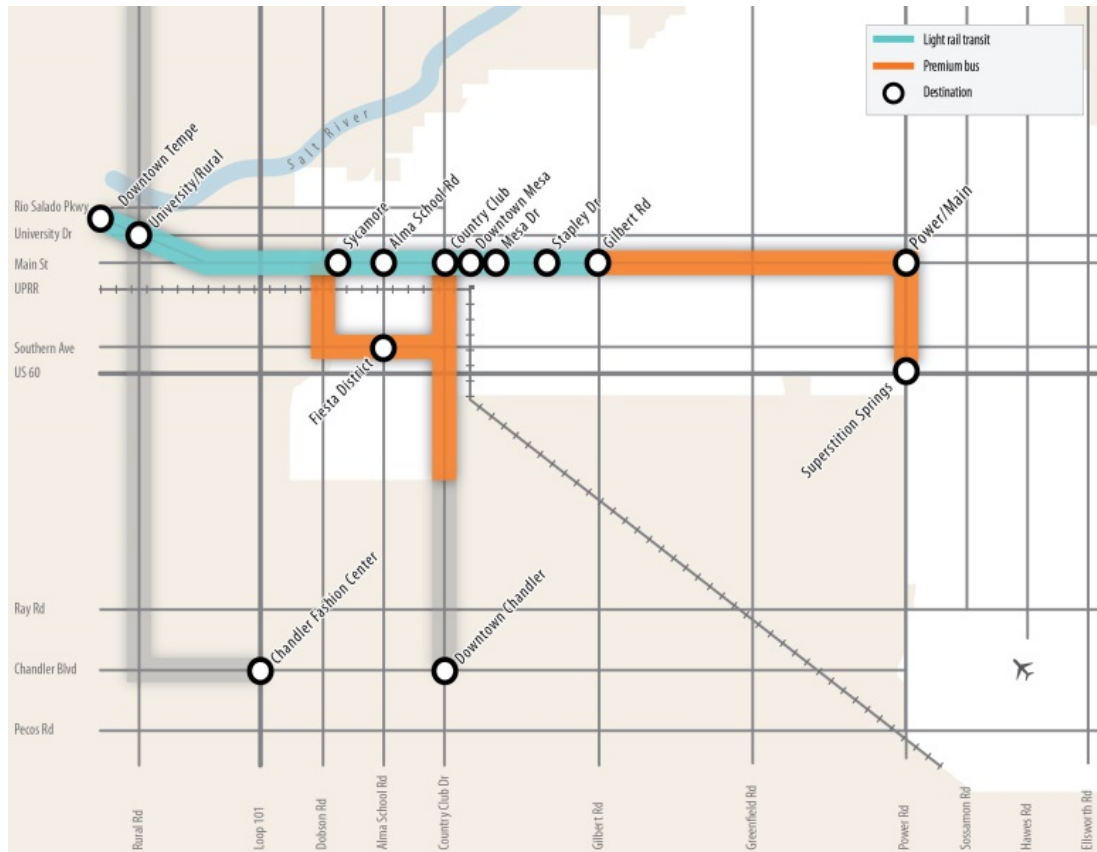 Light rail transit
Premium bus
Destination
Salt River
Downtown Tempe
University/Rural
Sycamore
Alma School Rd
Country Club
Downtown Mesa
Mesa Dr
Stapley Dr
Gilbert Rd
Power/Main
Rio Salado Pkwy
University Dr
Main St
UPRR
Southern Ave
US 60
Fiesta District
Superstition Springs
Chandler Fashion Center
Downtown Chandler
Ray Rd
Chandler Blvd
Pecos Rd
Rural Rd
Loop 101
Dobson Rd
Alma School Rd
Country Club Dr
Gilbert Rd
Greenfield Rd
Power Rd
Sossamon Rd
Hawes Rd
Ellsworth Rd